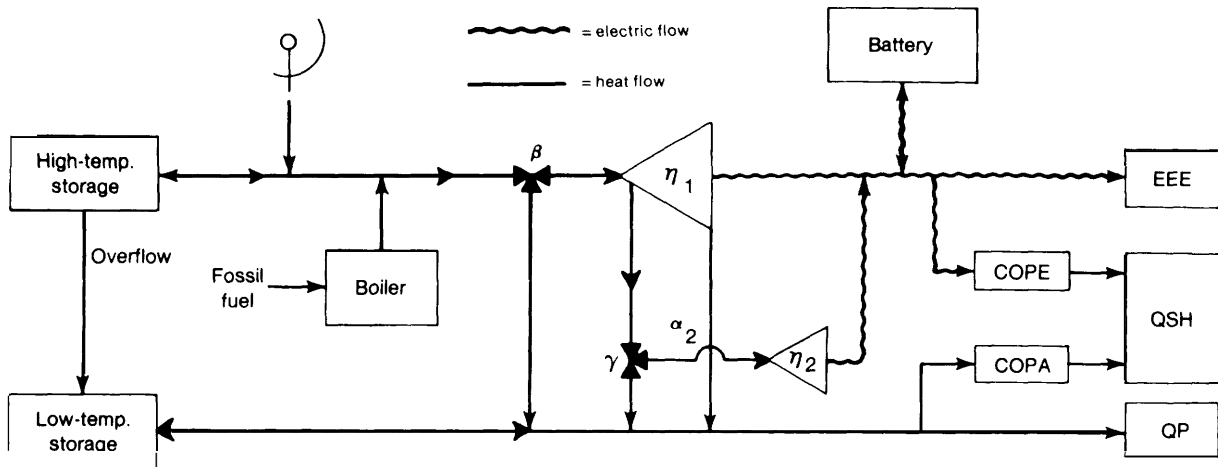 = electric flow
= heat flow
Battery
High-temp.
storage
β
η1
EEE
Overflow
Fossil
fuel
Boiler
COPE
QSH
α2
γ
η2
COPA
Low-temp.
storage
QP